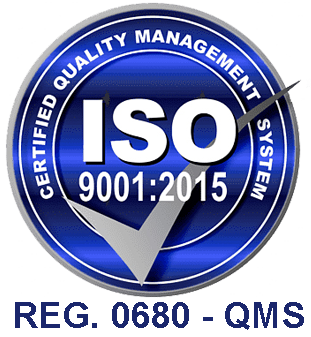 CERTIFIED QUALITY MANAGEMENT SYSTEM
ISO
9001:2015
REG. 0680 - QMS